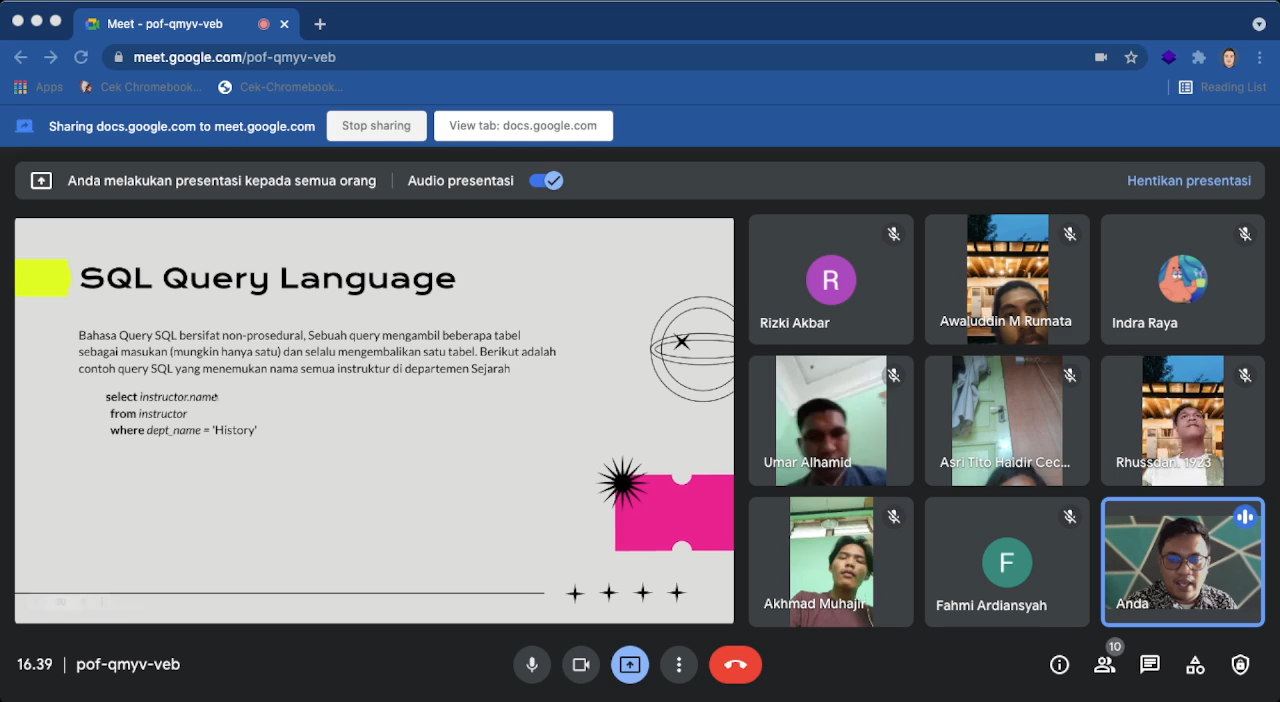 Meet - pof-qmyv-veb
meet.google.com/pof-qmyv-veb
Apps
Cek Chromebook...
Cek-Chromebook...
Reading List
Sharing docs.google.com to meet.google.com
Stop sharing
View tab: docs.google.com
Anda melakukan presentasi kepada semua orang
Audio presentasi
Hentikan presentasi
SQL Query Language
Bahasa Query SQL bersifat non-prosedural, Sebuah query mengambil beberapa tabel
sebagai masukan (mungkin hanya satu) dan selalu mengembalikan satu tabel. Berikut adalah
contoh query SQL yang menemukan nama semua instruktur di departemen Sejarah
select instructor.name
from instructor
where dept_name = 'History'
30
R
Rizki Akbar
Awaluddin M Rumata
Indra Raya
Umar Alhamid
Asri Tito Haidir Cec...
Rhussdan. 1923
Akhmad Muhajir
F
Fahmi Ardiansyah
Anda
16.39 | pof-qmyv-veb
10